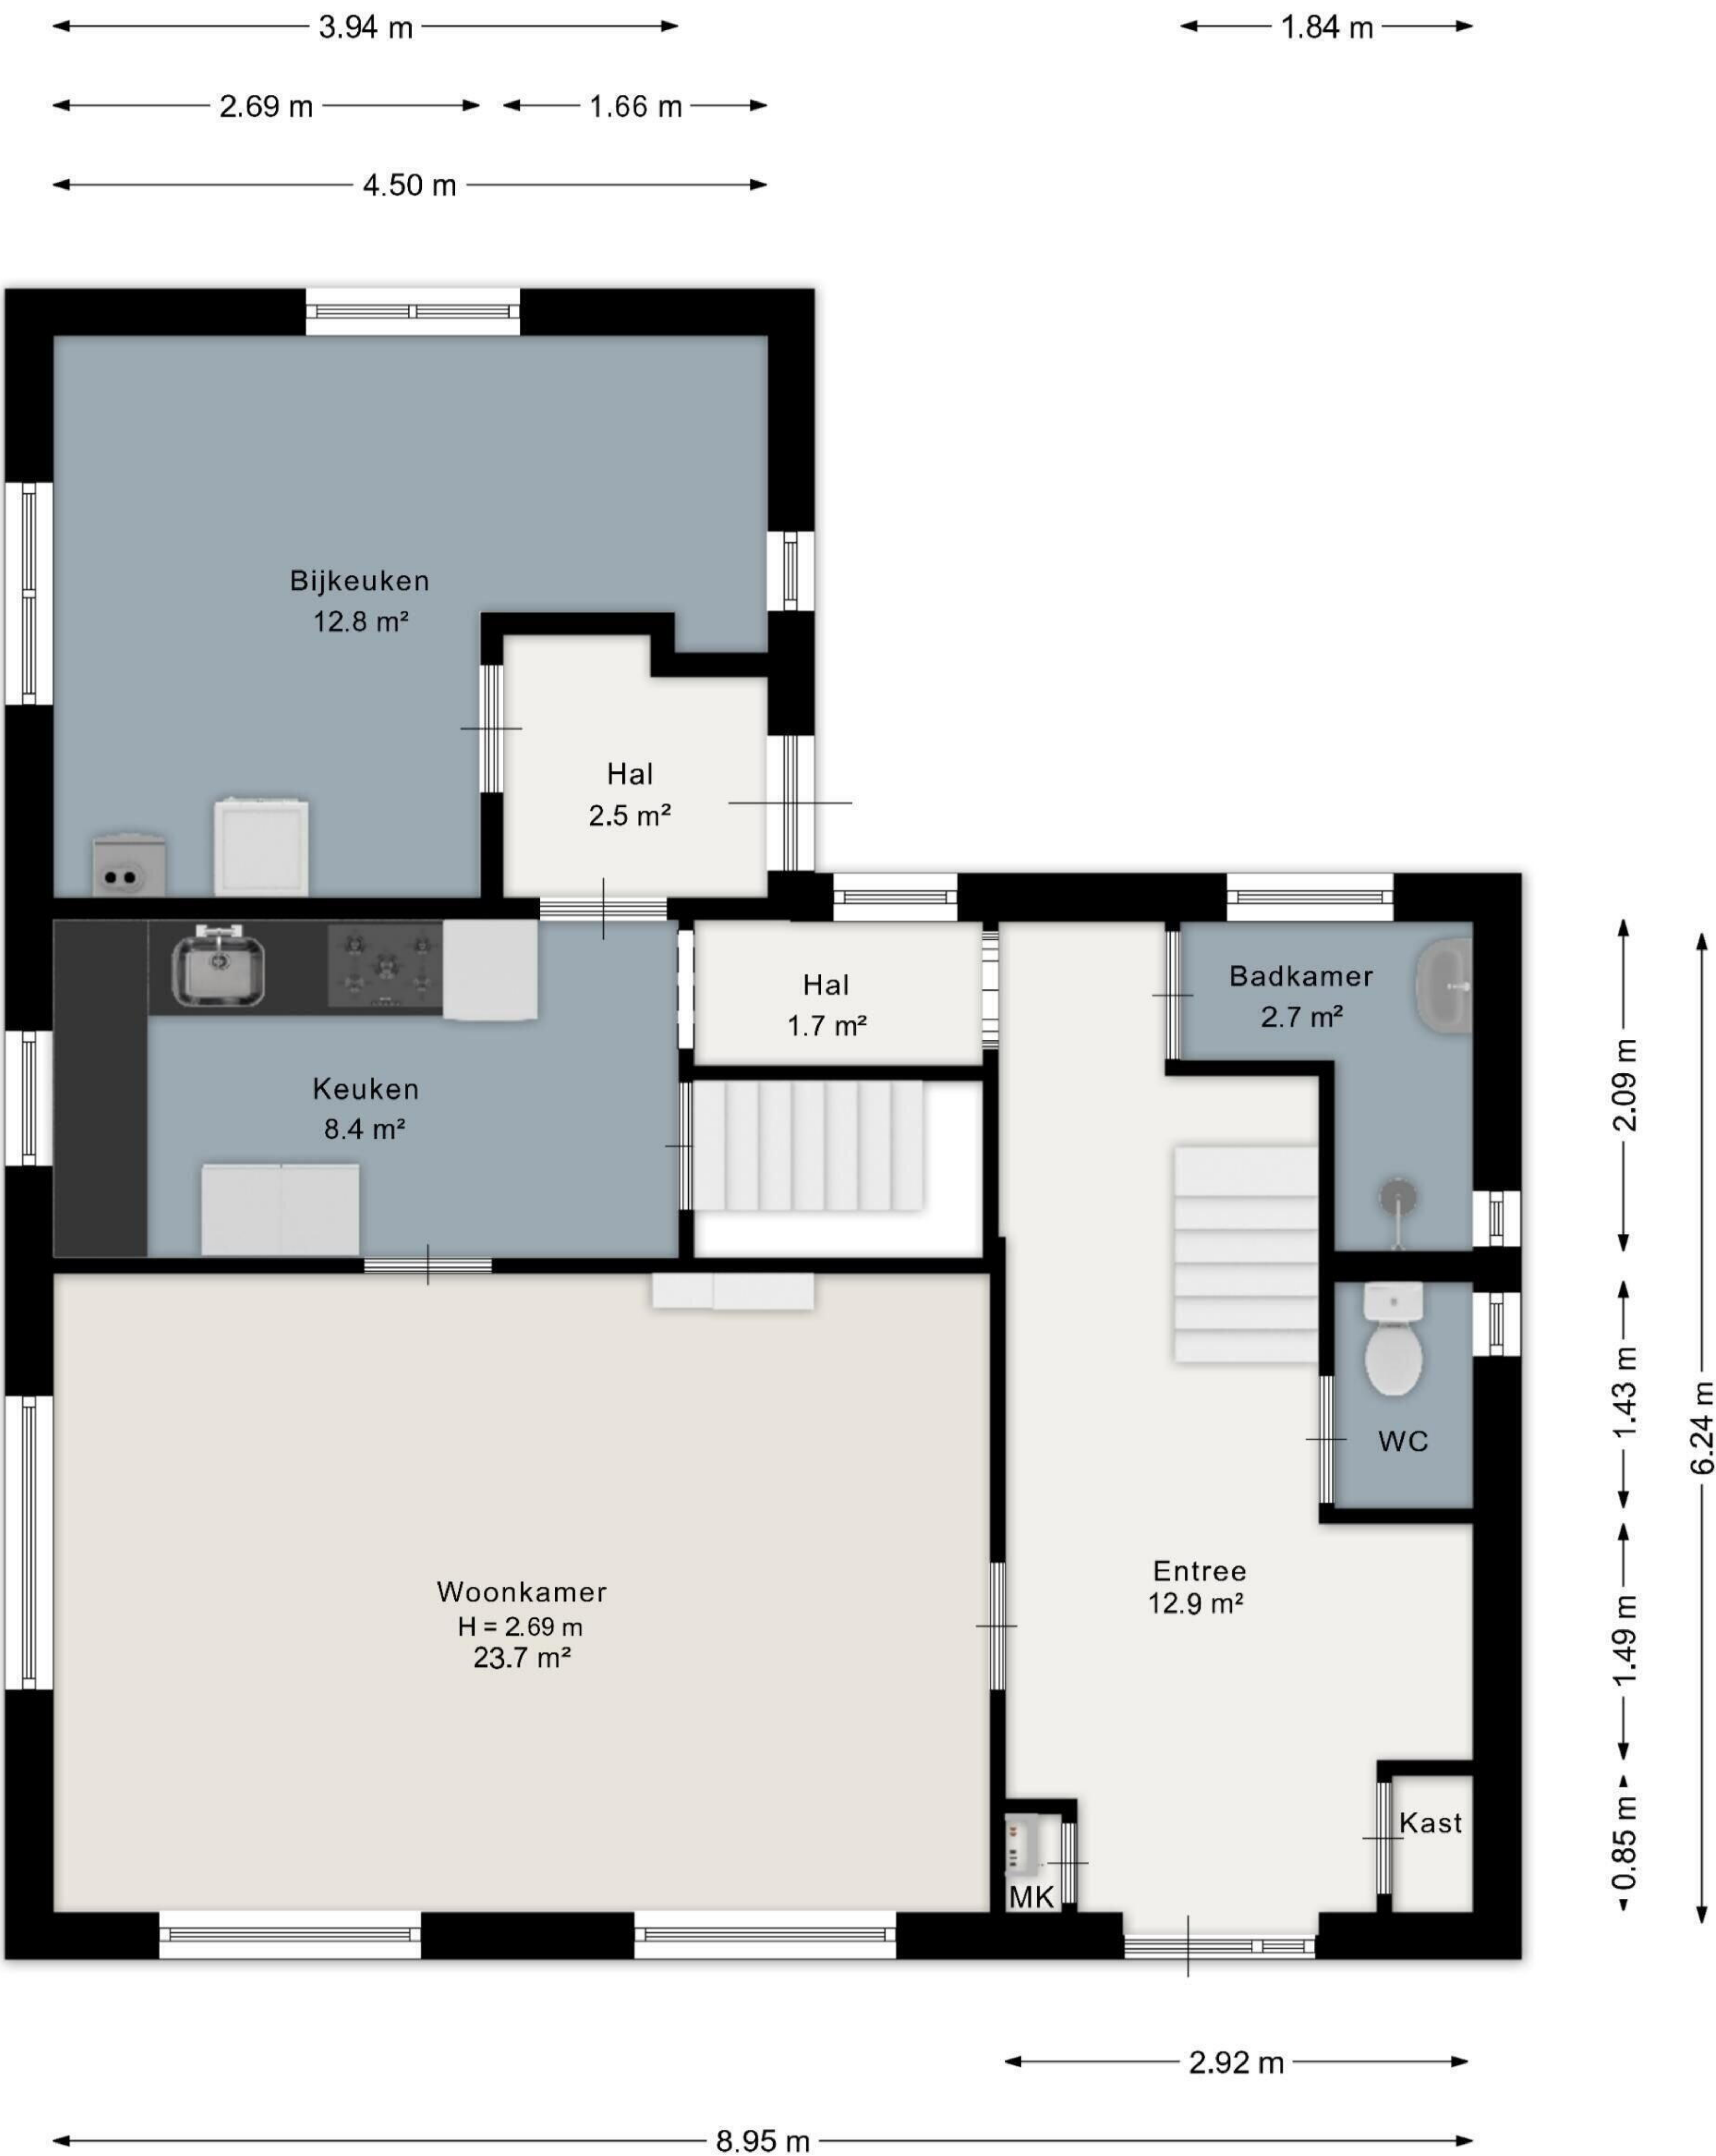 3.94 m
1.84 m
2.69 m
1.66 m
4.50 m
Bijkeuken
12.8 m²
Hal
2.5 m²
Hal
1.7 m²
Badkamer
2.7 m²
Keuken
8.4 m²
2.09 m
1.43 m
6.24 m
WC
Woonkamer
H = 2.69 m
23.7 m²
Entree
12.9 m²
1.49 m
Kast
0.85 m
MK
2.92 m
8.95 m